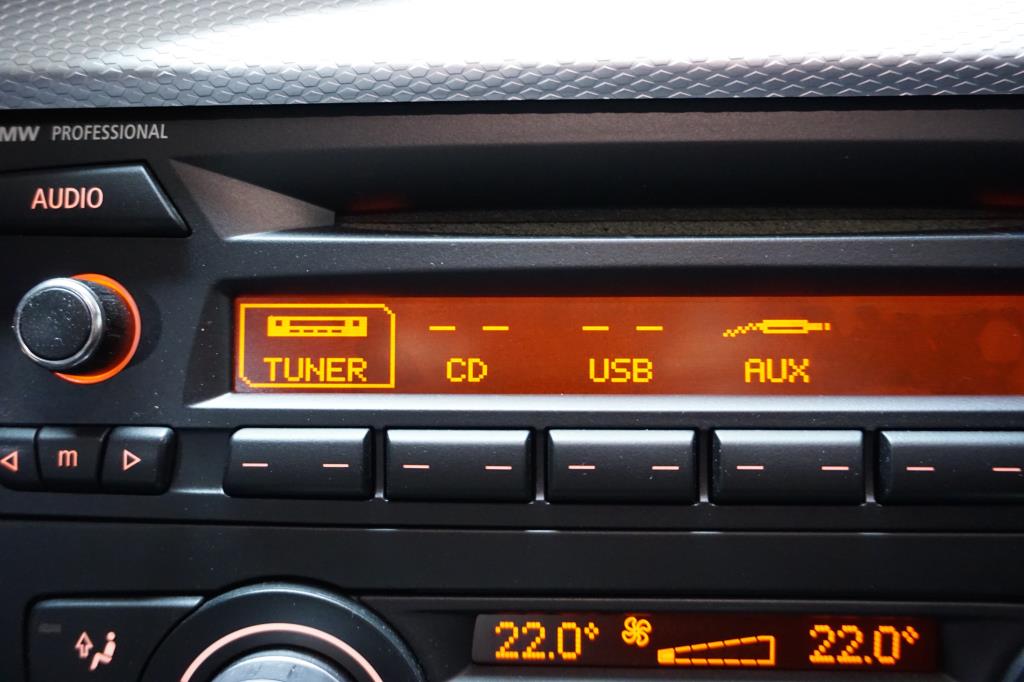 MW PROFESSIONAL
AUDIO
TUNER CD USB AUX
m
22.0° 22.0°